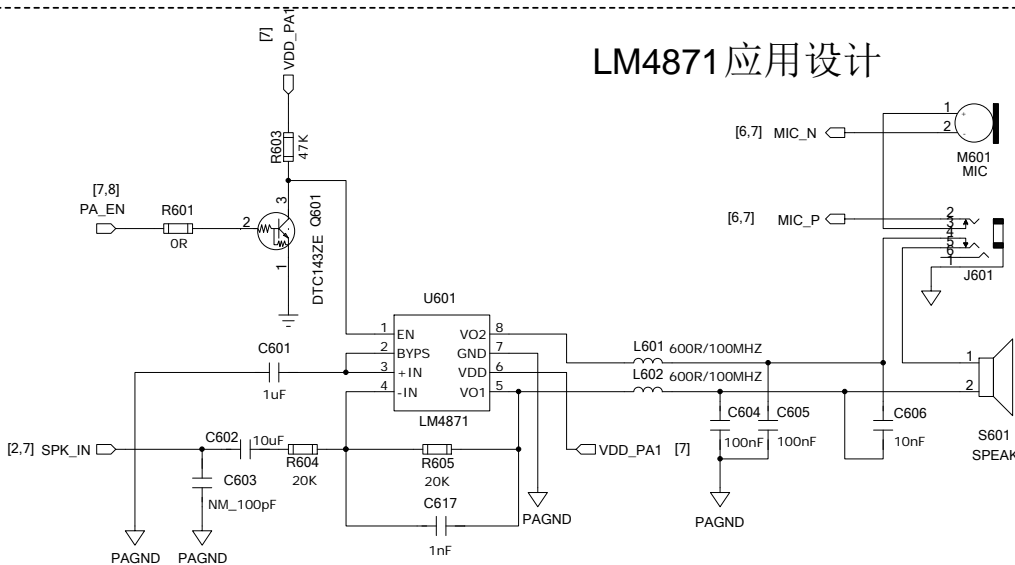 LM4871应用设计
[7]
VDD_PA1
R603
47K
[7,8]
PA_EN
R601
0R
2
3
1
Q601
DTC143ZE
[6,7] MIC_N
1
2
+
-
M601
MIC
[6,7] MIC_P
2
3
4
5
6
1
J601
U601
1 EN
2 BYPS
3 +IN
4 -IN
VO2 8
GND 7
VDD 6
VO1 5
LM4871
C601
1uF
[2,7] SPK_IN
C602
10uF
R604
20K
C603
NM_100pF
R605
20K
C617
1nF
PAGND
PAGND
PAGND
VDD_PA1 [7]
L601 600R/100MHZ
L602 600R/100MHZ
C604
100nF
C605
100nF
C606
10nF
PAGND
1
2
S601
SPEAK